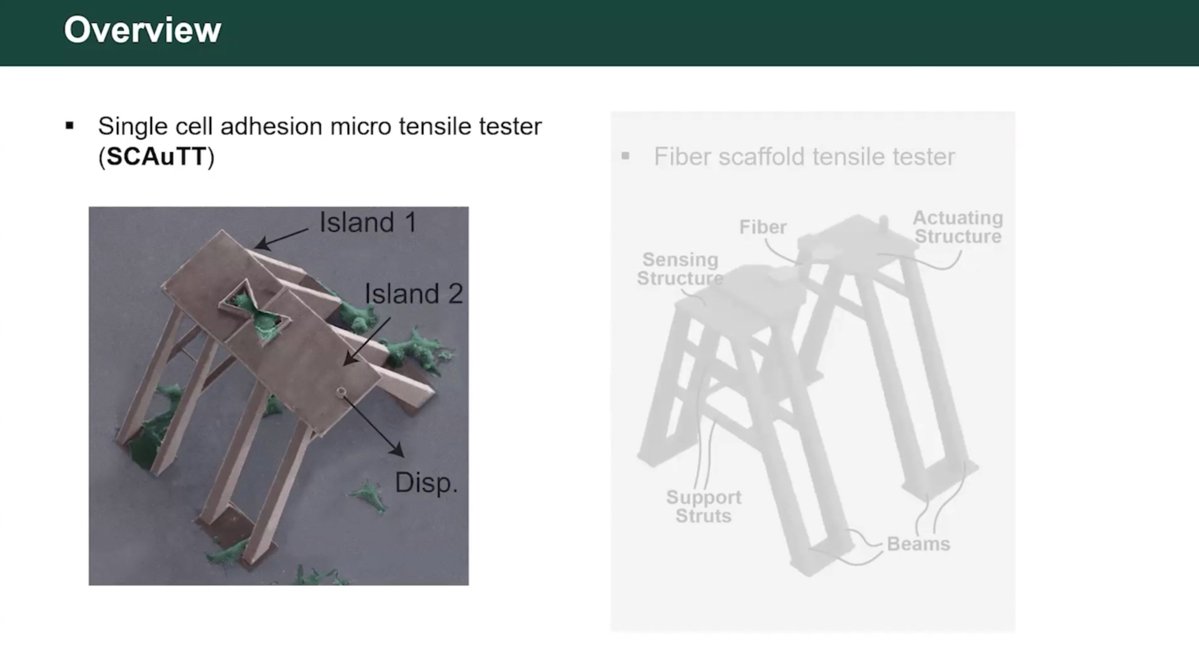 Overview
▪ Single cell adhesion micro tensile tester
(SCAuTT)
Island 1
Island 2
Disp.
▪ Fiber scaffold tensile tester
Fiber
Actuating
Structure
Sensing
Structure
Support
Struts
Beams